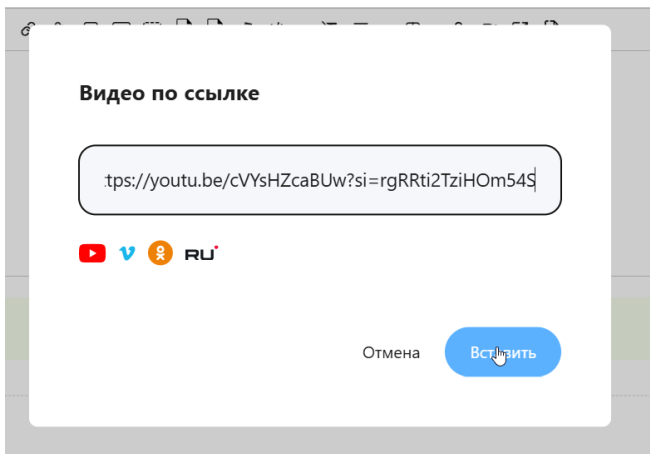 Видео по ссылке
tps://youtu.be/cVYsHZcaBUw?si=rgRRti2TziHOm54S
RU
Отмена
Вставить